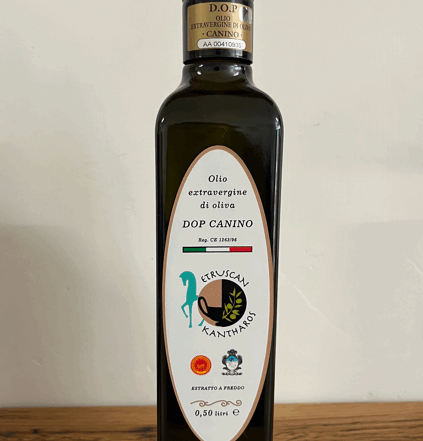 D.O.P.
OLIO
EXTRAVERGINE DI OLIVA
· CANINO ·
AA 00410935
Olio
extravergine
di oliva
DOP CANINO
Reg. CE 1263/96
ETRUSCAN
KANTHAROS
ESTRATTO A FREDDO
0,50 litri e